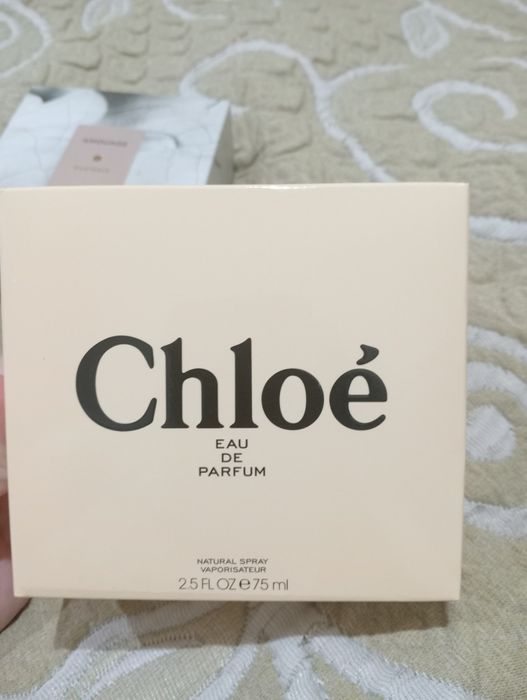 Chloé
EAU
DE
PARFUM
NATURAL SPRAY
VAPORISATEUR
2.5 FL OZ e 75 ml